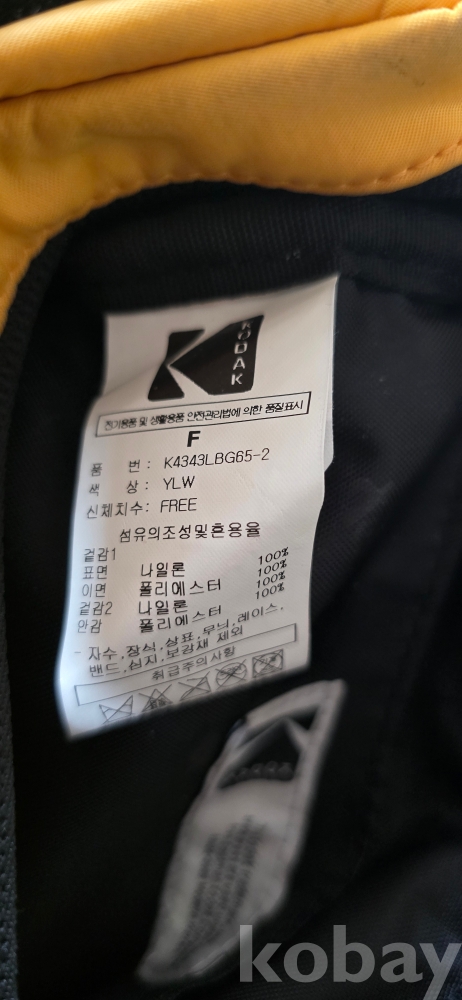 KODAK
전기용품 및 생활용품 안전관리법에 의한 품질표시
F
품 번 : K4343LBG65-2
색 상 : YLW
신체치수 : FREE
섬유의조성및혼용율
겉감1
표면 나일론 100%
이면 폴리에스터 100%
겉감2 나일론 100%
안감 폴리에스터 100%
- 자수, 장식, 상표, 무늬, 레이스,
밴드, 심지, 보강재 제외
취급주의사항
kobay